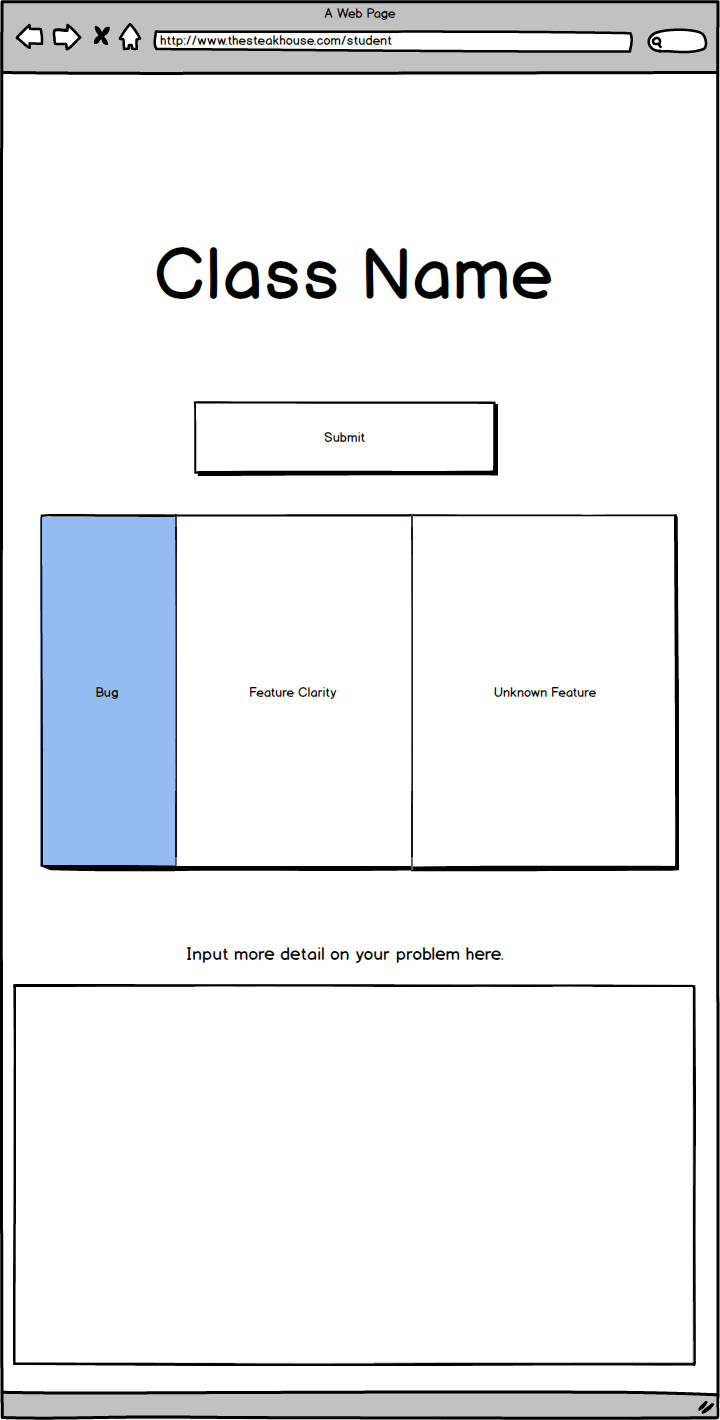 A Web Page
http://www.thesteakhouse.com/student
Class Name
Submit
Bug
Feature Clarity
Unknown Feature
Input more detail on your problem here.